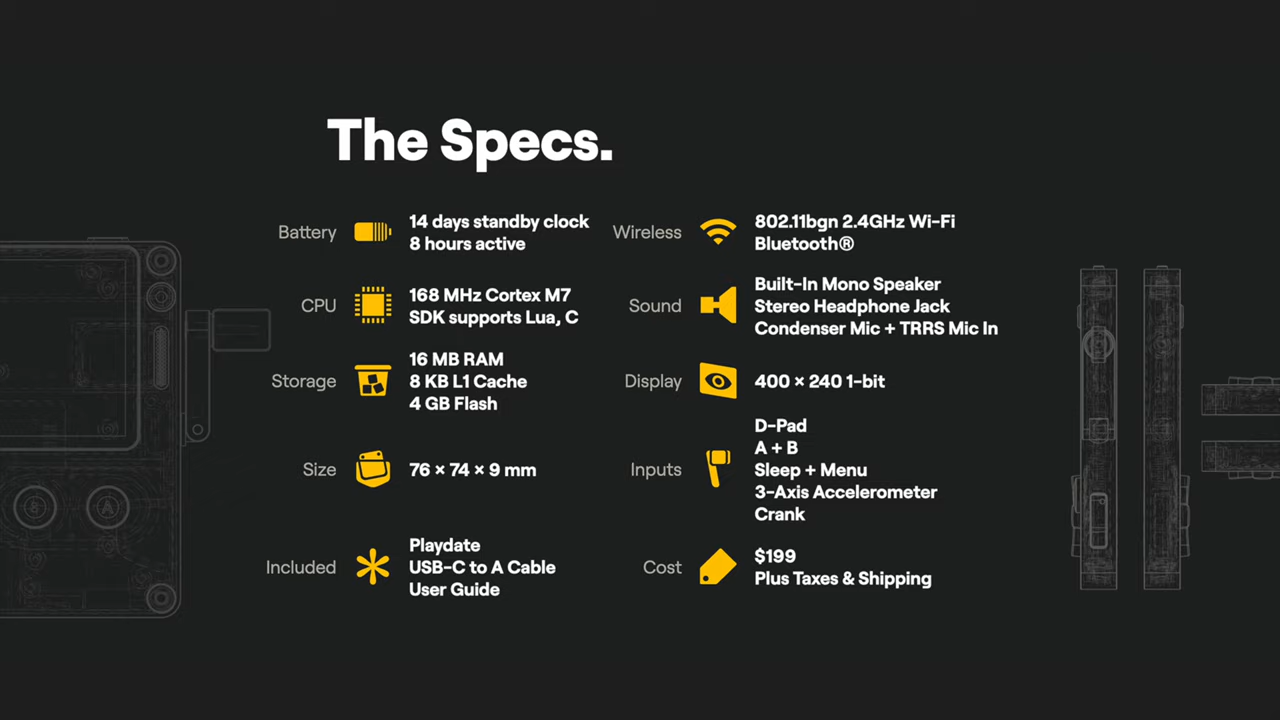 The Specs.
Battery
14 days standby clock
8 hours active
CPU
168 MHz Cortex M7
SDK supports Lua, C
Storage
16 MB RAM
8 KB L1 Cache
4 GB Flash
Size
76 × 74 × 9 mm
Included
Playdate
USB-C to A Cable
User Guide
Wireless
802.11bgn 2.4GHz Wi-Fi
Bluetooth®
Sound
Built-In Mono Speaker
Stereo Headphone Jack
Condenser Mic + TRRS Mic In
Display
400 × 240 1-bit
Inputs
D-Pad
A + B
Sleep + Menu
3-Axis Accelerometer
Crank
Cost
$199
Plus Taxes & Shipping
B
A